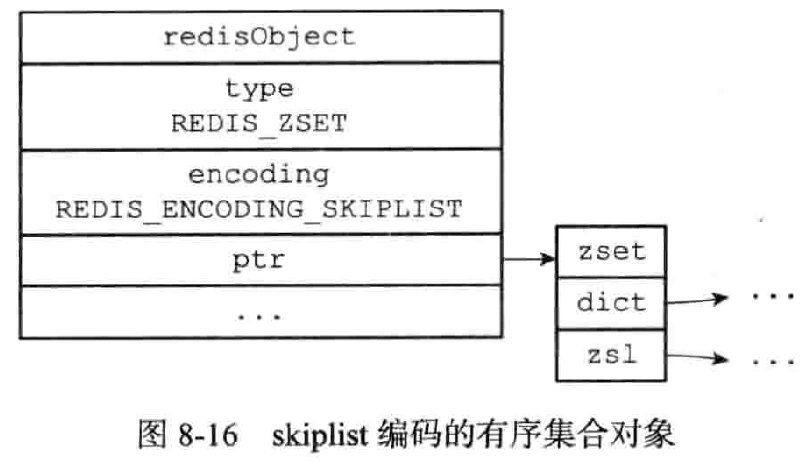 redisObject
type
REDIS_ZSET
encoding
REDIS_ENCODING_SKIPLIST
ptr
...
zset
dict
...
zsl
...
图 8-16 skiplist 编码的有序集合对象